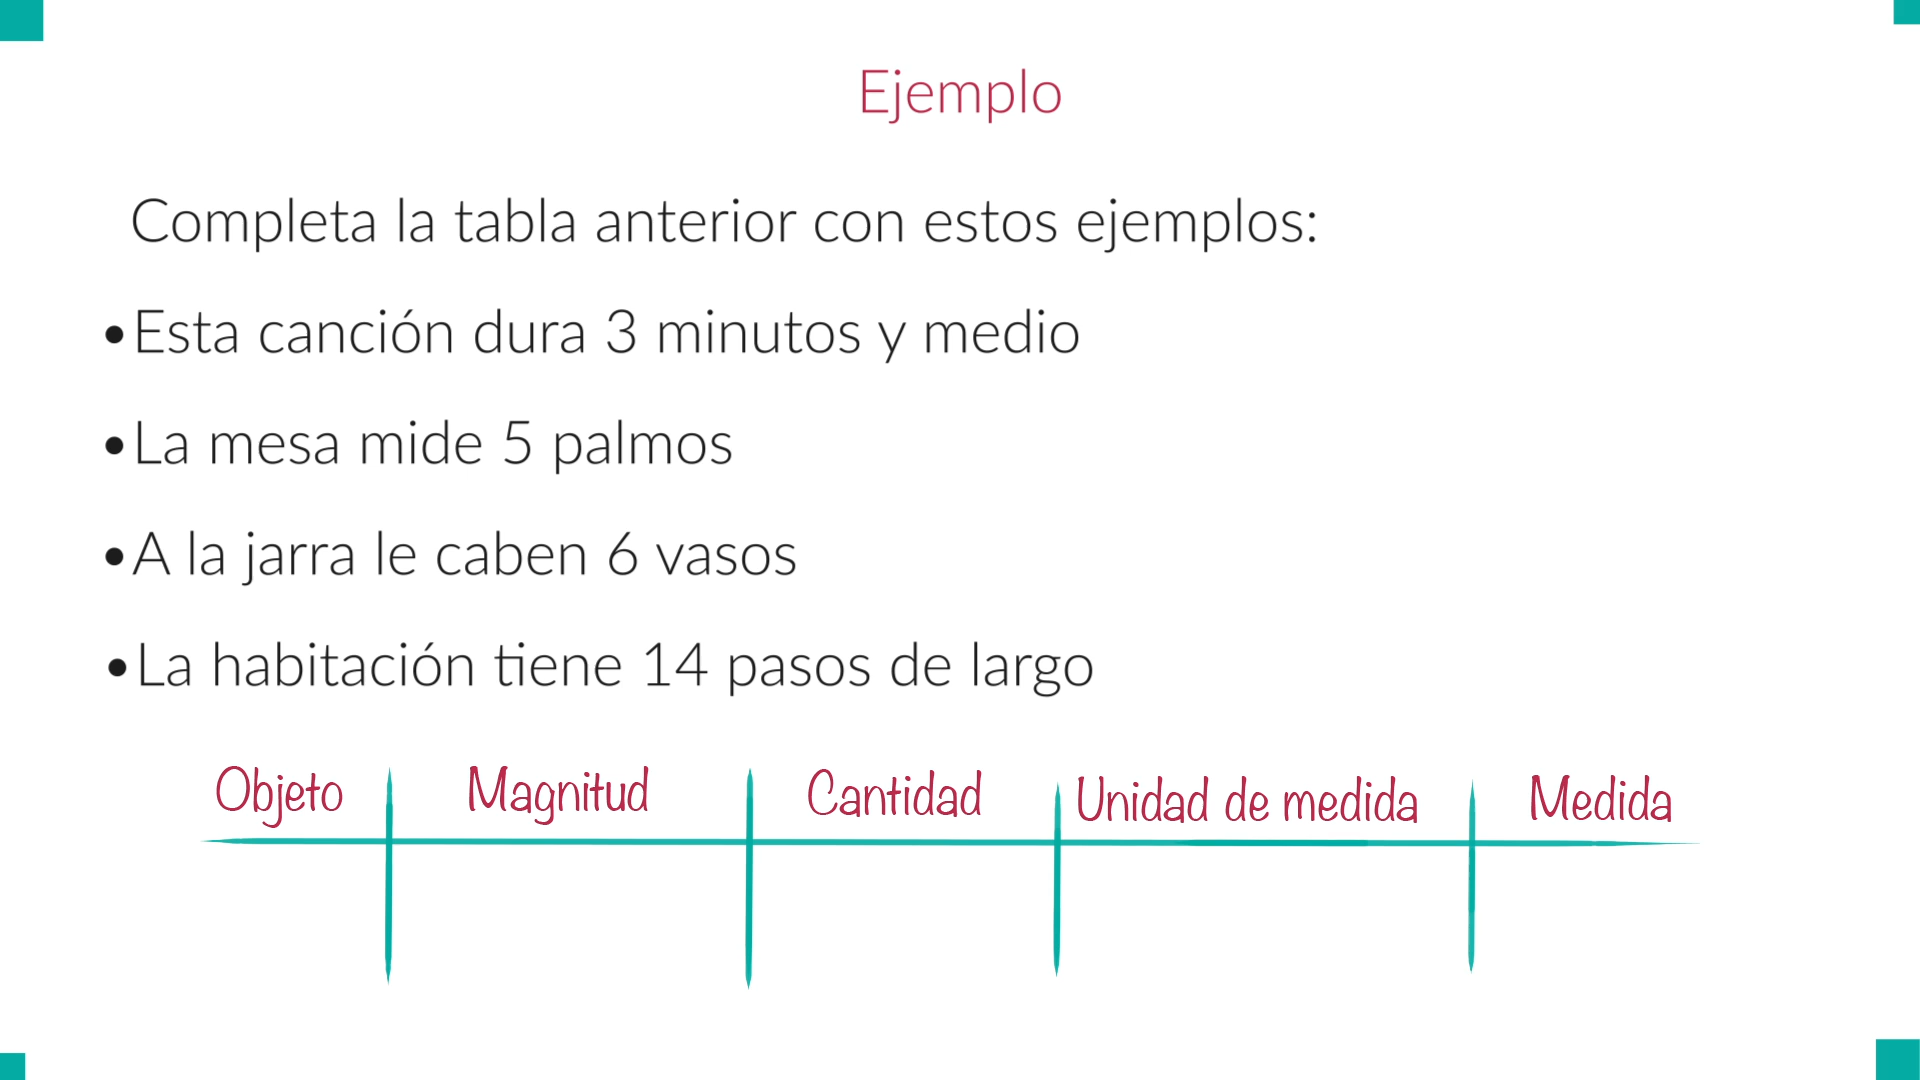 Ejemplo
Completa la tabla anterior con estos ejemplos:
•Esta canción dura 3 minutos y medio
•La mesa mide 5 palmos
•A la jarra le caben 6 vasos
•La habitación tiene 14 pasos de largo
Objeto Magnitud Cantidad Unidad de medida Medida